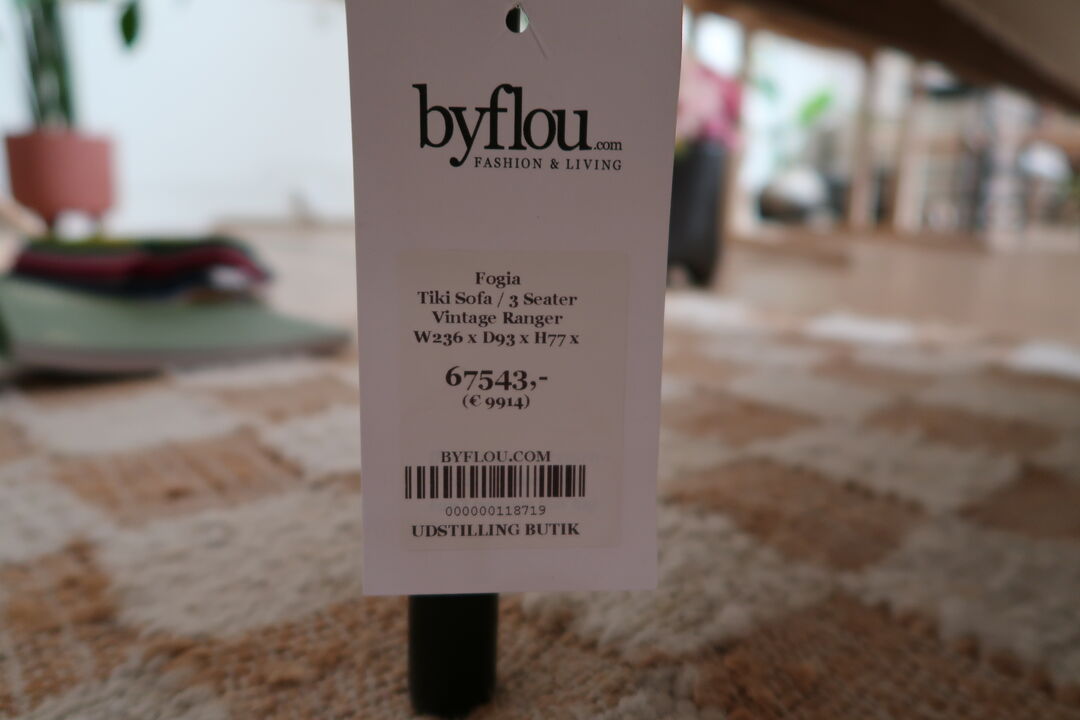 byflou.com
FASHION & LIVING
Fogia
Tiki Sofa / 3 Seater
Vintage Ranger
W236 x D93 x H77 x
67543,-
(€ 9914)
BYFLOU.COM
000000118719
UDSTILLING BUTIK